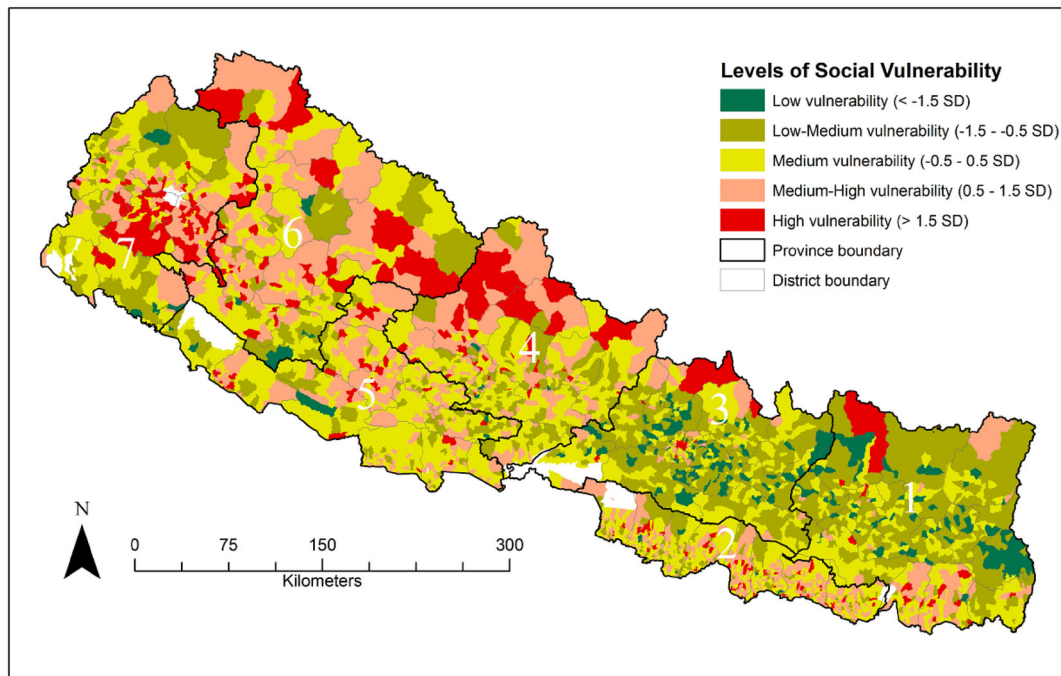 Levels of Social Vulnerability
Low vulnerability (< -1.5 SD)
Low-Medium vulnerability (-1.5 - -0.5 SD)
Medium vulnerability (-0.5 - 0.5 SD)
Medium-High vulnerability (0.5 - 1.5 SD)
High vulnerability (> 1.5 SD)
Province boundary
District boundary
7
6
5
4
3
2
1
N
0 75 150 300
Kilometers